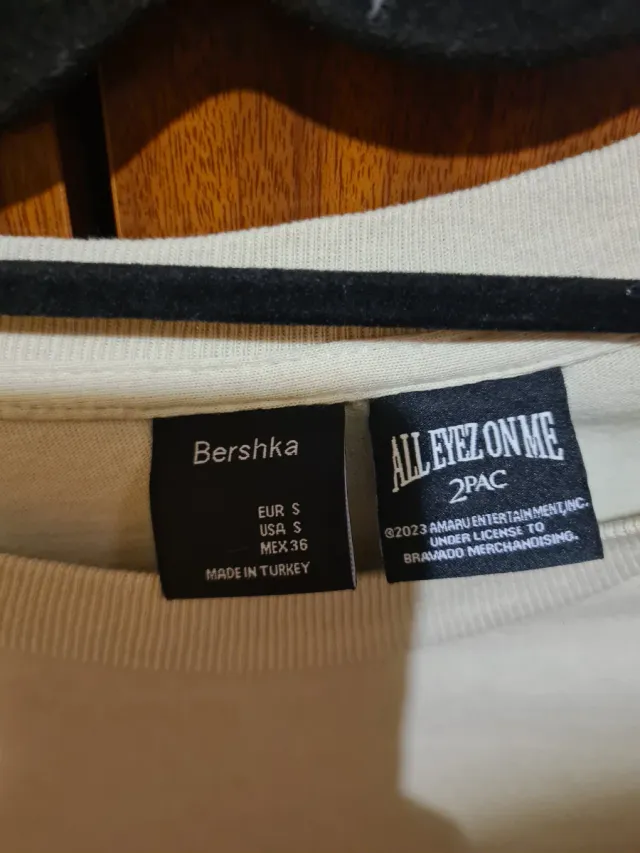 Bershka
EUR S
USA S
MEX 36
MADE IN TURKEY
ALL EYEZ ON ME
2PAC
©2023 AMARU ENTERTAINMENT, INC.
UNDER LICENSE TO
BRAVADO MERCHANDISING.